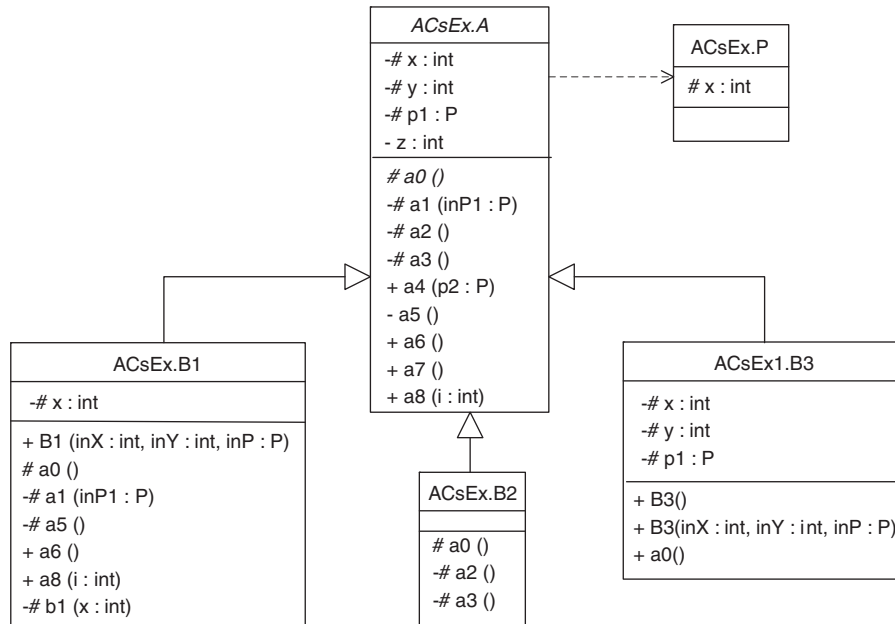 ACsEx.A
-# x : int
-# y : int
-# p1 : P
- z : int
# a0 ()
-# a1 (inP1 : P)
-# a2 ()
-# a3 ()
+ a4 (p2 : P)
- a5 ()
+ a6 ()
+ a7 ()
+ a8 (i : int)
ACsEx.P
# x : int
ACsEx.B1
-# x : int
+ B1 (inX : int, inY : int, inP : P)
# a0 ()
-# a1 (inP1 : P)
-# a5 ()
+ a6 ()
+ a8 (i : int)
-# b1 (x : int)
ACsEx.B2
# a0 ()
-# a2 ()
-# a3 ()
ACsEx1.B3
-# x : int
-# y : int
-# p1 : P
+ B3()
+ B3(inX : int, inY : int, inP : P)
+ a0()